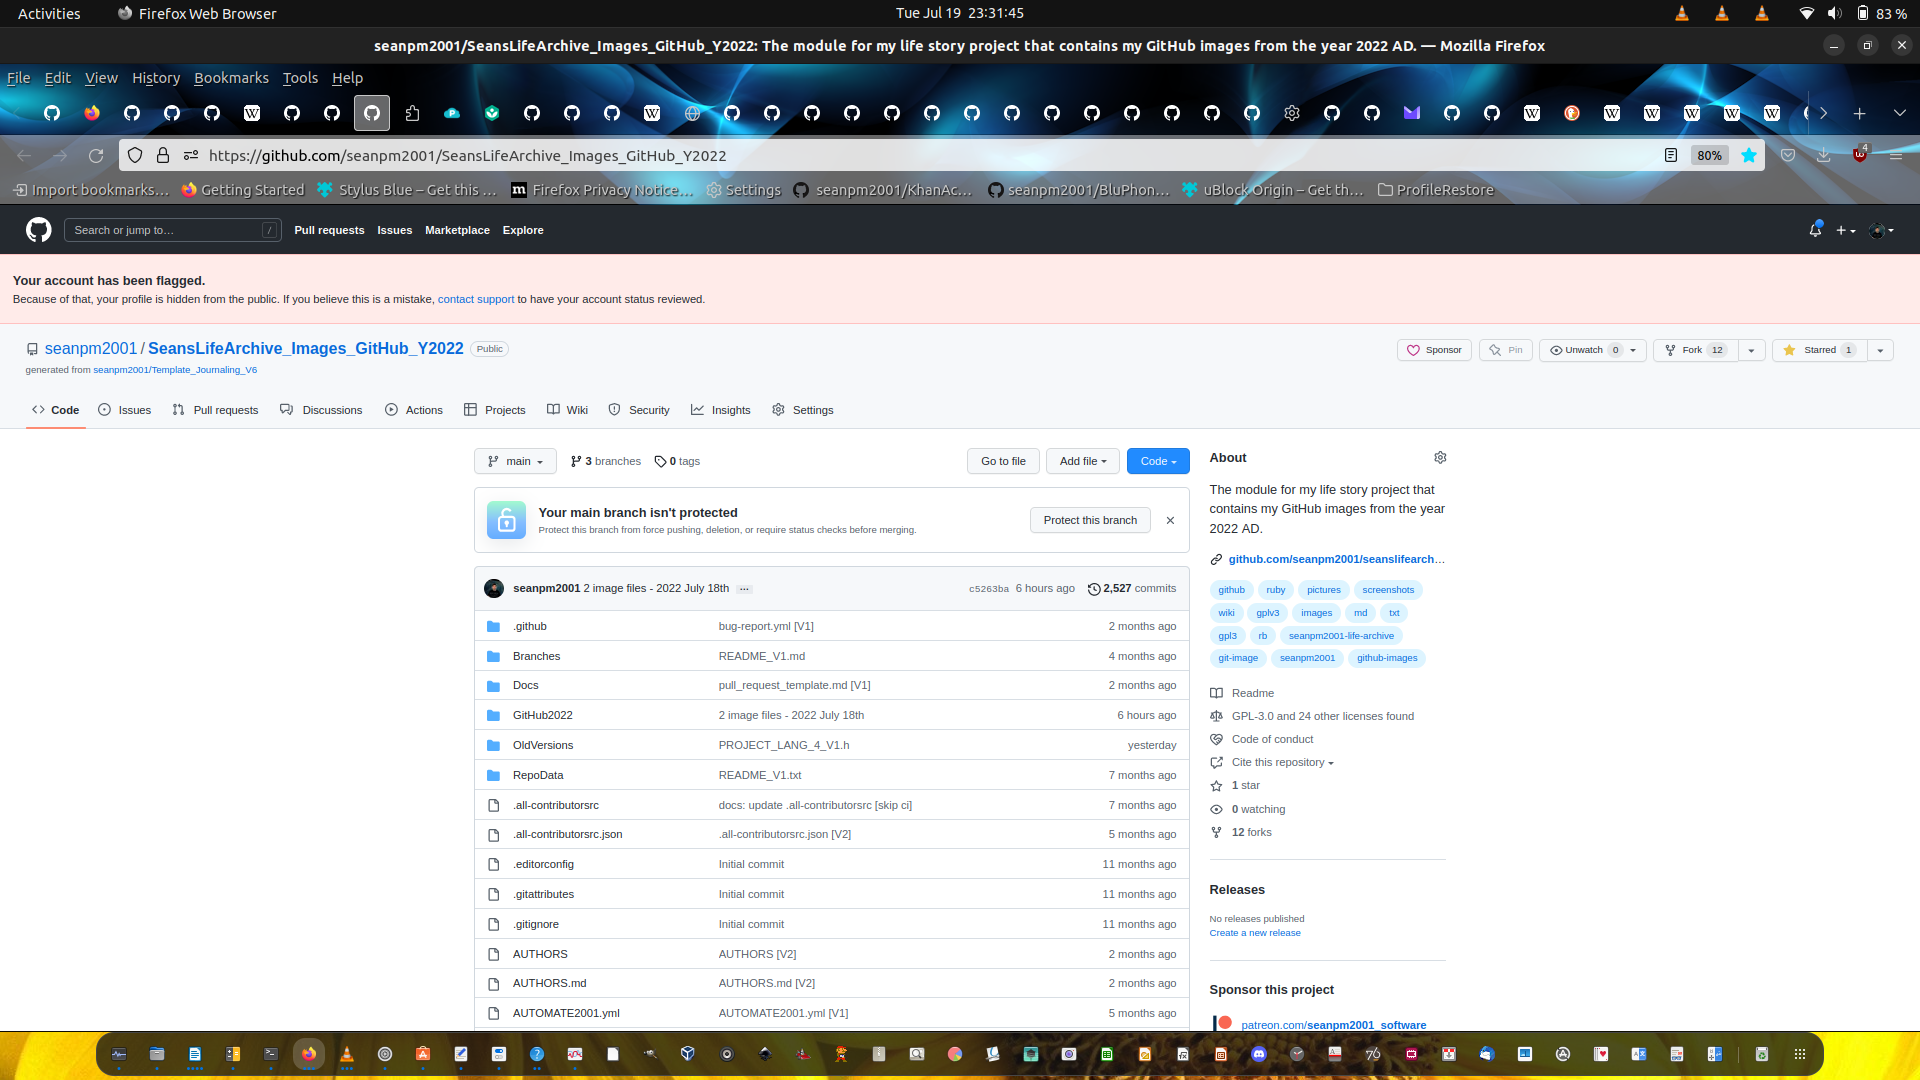 Activities
Firefox Web Browser
Tue Jul 19 23:31:45
83 %
seanpm2001/SeansLifeArchive_Images_GitHub_Y2022: The module for my life story project that contains my GitHub images from the year 2022 AD. — Mozilla Firefox
File Edit View History Bookmarks Tools Help
https://github.com/seanpm2001/SeansLifeArchive_Images_GitHub_Y2022
80%
4
Import bookmarks…
Getting Started
Stylus Blue – Get this …
Firefox Privacy Notice…
Settings
seanpm2001/KhanAc…
seanpm2001/BluPhon…
uBlock Origin – Get th…
ProfileRestore
Search or jump to…
/
Pull requests Issues Marketplace Explore
Your account has been flagged.
Because of that, your profile is hidden from the public. If you believe this is a mistake, contact support to have your account status reviewed.
seanpm2001 / SeansLifeArchive_Images_GitHub_Y2022 Public
generated from seanpm2001/Template_Journaling_V6
Sponsor
Pin
Unwatch 0
Fork 12
Starred 1
Code
Issues
Pull requests
Discussions
Actions
Projects
Wiki
Security
Insights
Settings
main
3 branches
0 tags
Go to file
Add file
Code
Your main branch isn't protected
Protect this branch from force pushing, deletion, or require status checks before merging.
Protect this branch
seanpm2001 2 image files - 2022 July 18th … c5263ba 6 hours ago 2,527 commits
.github bug-report.yml [V1] 2 months ago
Branches README_V1.md 4 months ago
Docs pull_request_template.md [V1] 2 months ago
GitHub2022 2 image files - 2022 July 18th 6 hours ago
OldVersions PROJECT_LANG_4_V1.h yesterday
RepoData README_V1.txt 7 months ago
.all-contributorsrc docs: update .all-contributorsrc [skip ci] 7 months ago
.all-contributorsrc.json .all-contributorsrc.json [V2] 5 months ago
.editorconfig Initial commit 11 months ago
.gitattributes Initial commit 11 months ago
.gitignore Initial commit 11 months ago
AUTHORS AUTHORS [V2] 2 months ago
AUTHORS.md AUTHORS.md [V2] 2 months ago
AUTOMATE2001.yml AUTOMATE2001.yml [V1] 5 months ago
About
The module for my life story project that
contains my GitHub images from the year
2022 AD.
github.com/seanpm2001/seanslifearch…
github ruby pictures screenshots
wiki gplv3 images md txt
gpl3 rb seanpm2001-life-archive
git-image seanpm2001 github-images
Readme
GPL-3.0 and 24 other licenses found
Code of conduct
Cite this repository
1 star
0 watching
12 forks
Releases
No releases published
Create a new release
Sponsor this project
patreon.com/seanpm2001_software